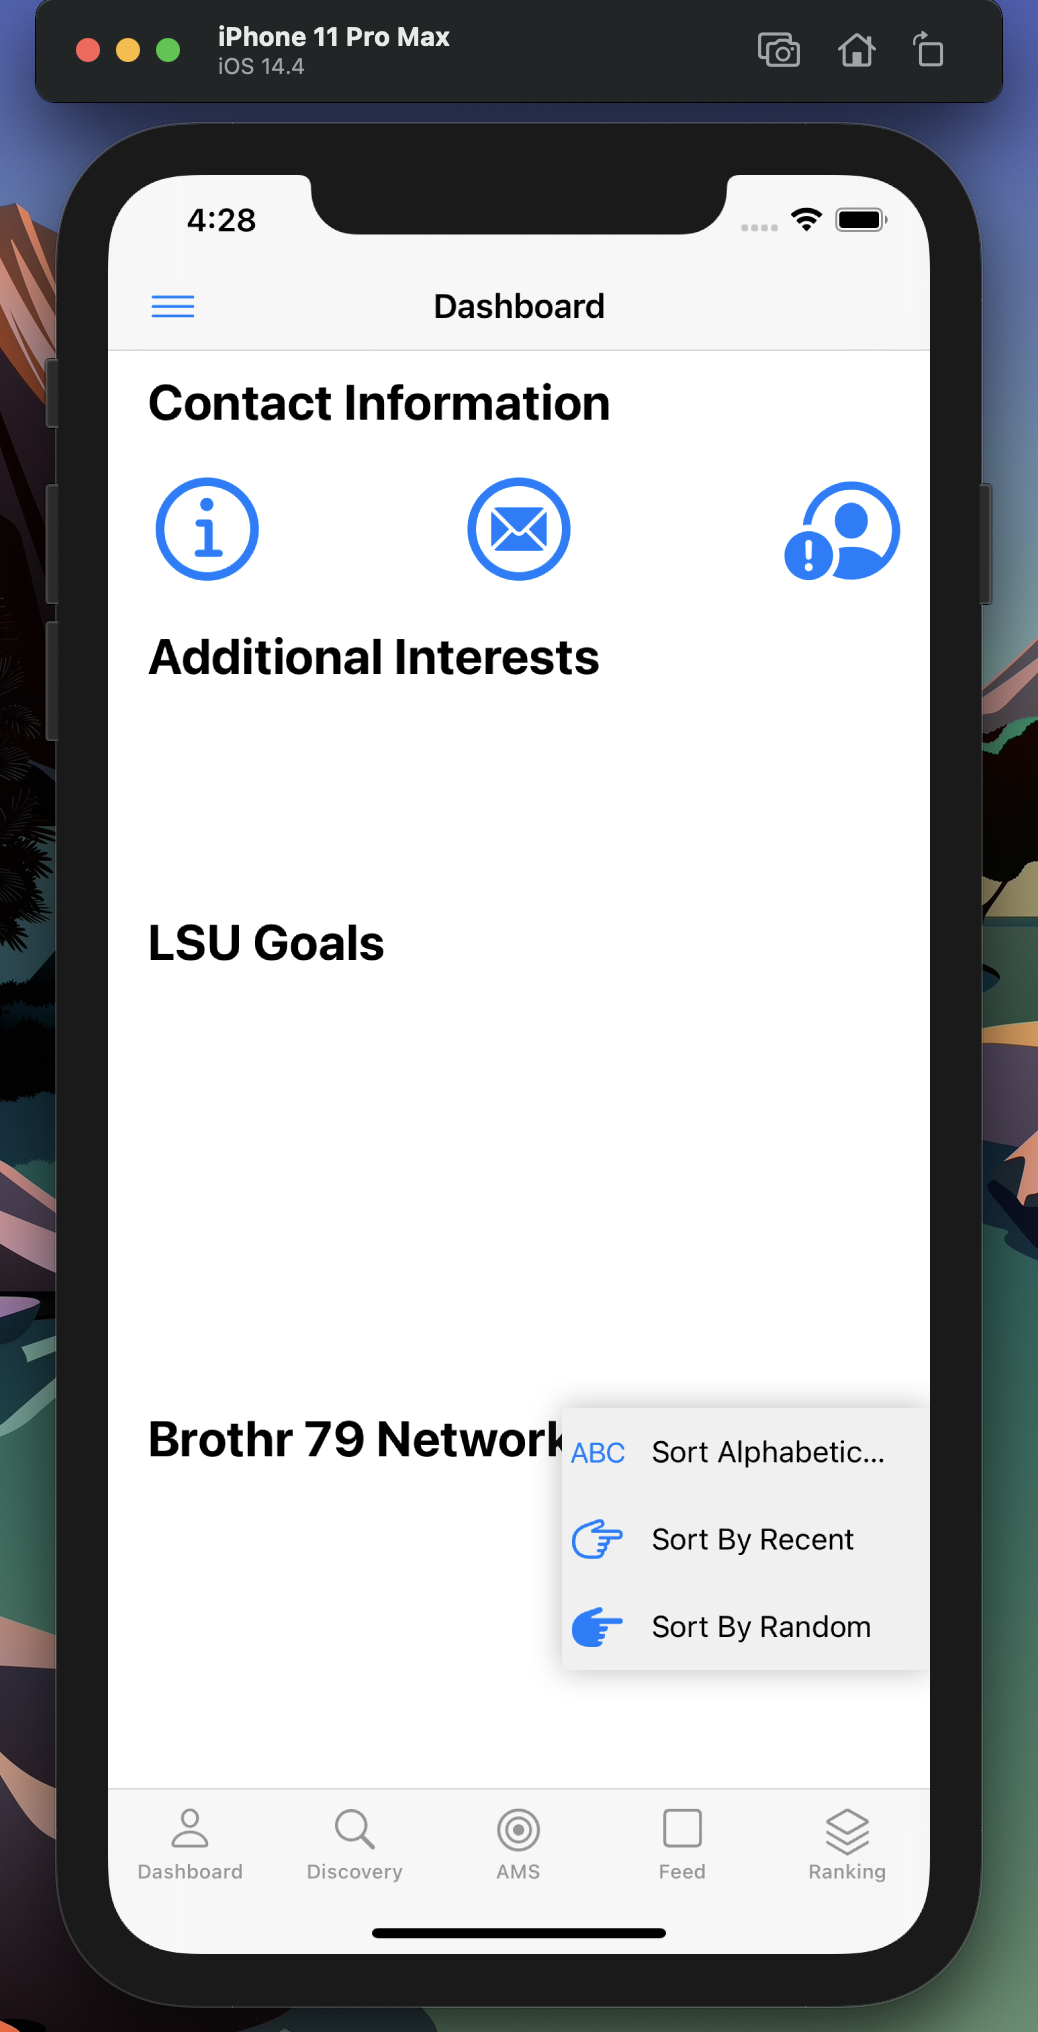 iPhone 11 Pro Max
iOS 14.4
4:28
Dashboard
Contact Information
Additional Interests
LSU Goals
Brothr 79 Network
ABC Sort Alphabetic...
Sort By Recent
Sort By Random
Dashboard
Discovery
AMS
Feed
Ranking